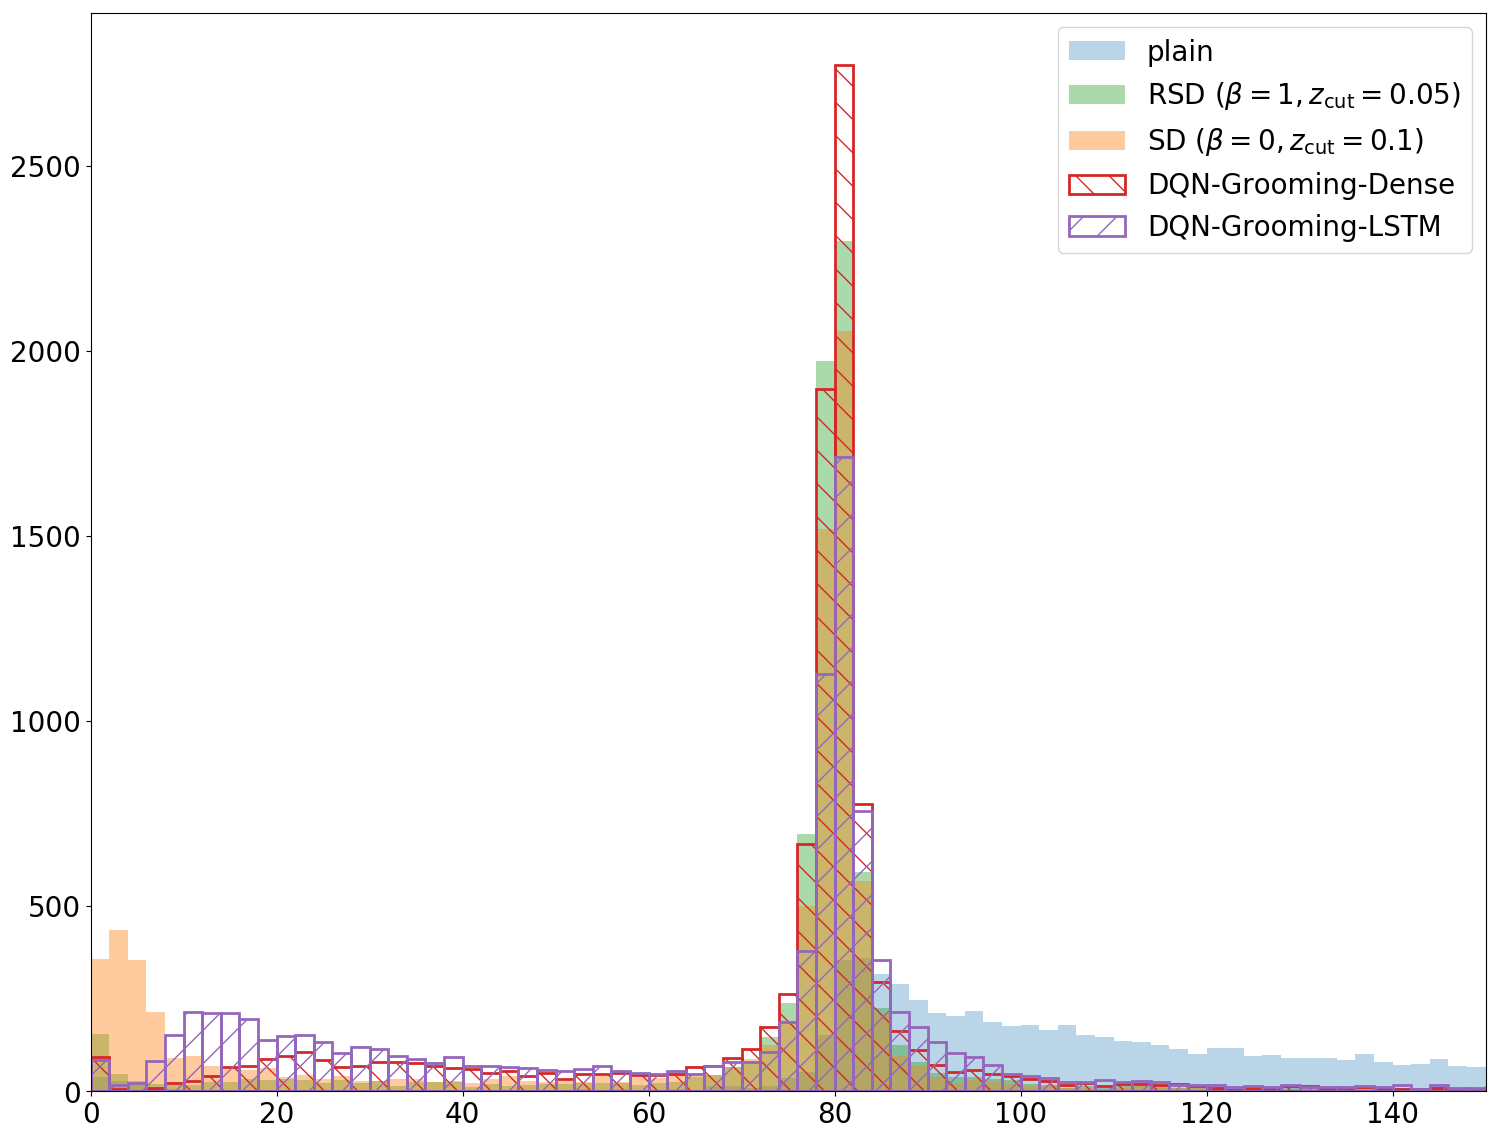 plain
RSD (β = 1, z_cut = 0.05)
SD (β = 0, z_cut = 0.1)
DQN-Grooming-Dense
DQN-Grooming-LSTM
2500
2000
1500
1000
500
0
0 20 40 60 80 100 120 140